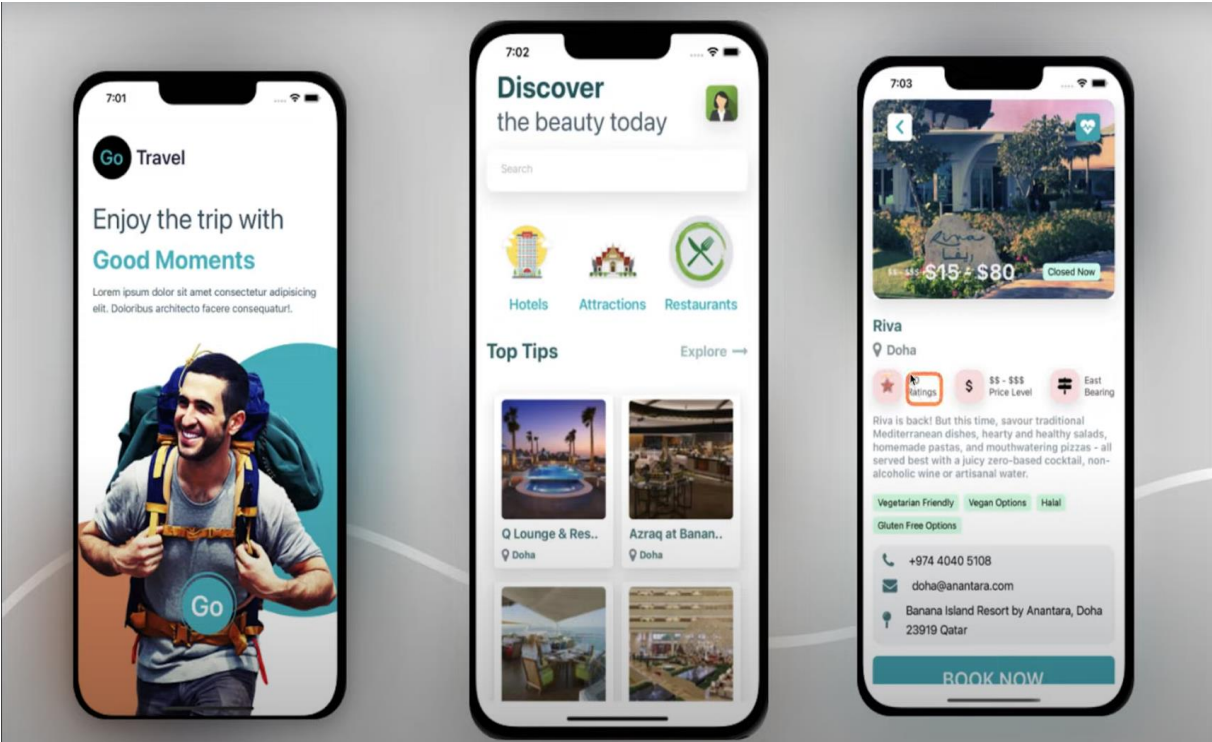 7:01
Go Travel
Enjoy the trip with
Good Moments
Lorem ipsum dolor sit amet consectetur adipisicing
elit. Doloribus architecto facere consequatur!.
Go
7:02
Discover
the beauty today
Search
Hotels Attractions Restaurants
Top Tips Explore
Q Lounge & Res.. Azraq at Banan..
Doha Doha
7:03
Riva
ريفا
$$ - $$$ $15 - $80 Closed Now
Riva
Doha
Ratings
$
$$ - $$$
Price Level
East
Bearing
Riva is back! But this time, savour traditional
Mediterranean dishes, hearty and healthy salads,
homemade pastas, and mouthwatering pizzas - all
served best with a juicy zero-based cocktail, non-
alcoholic wine or artisanal water.
Vegetarian Friendly Vegan Options Halal
Gluten Free Options
+974 4040 5108
doha@anantara.com
Banana Island Resort by Anantara, Doha
23919 Qatar
BOOK NOW